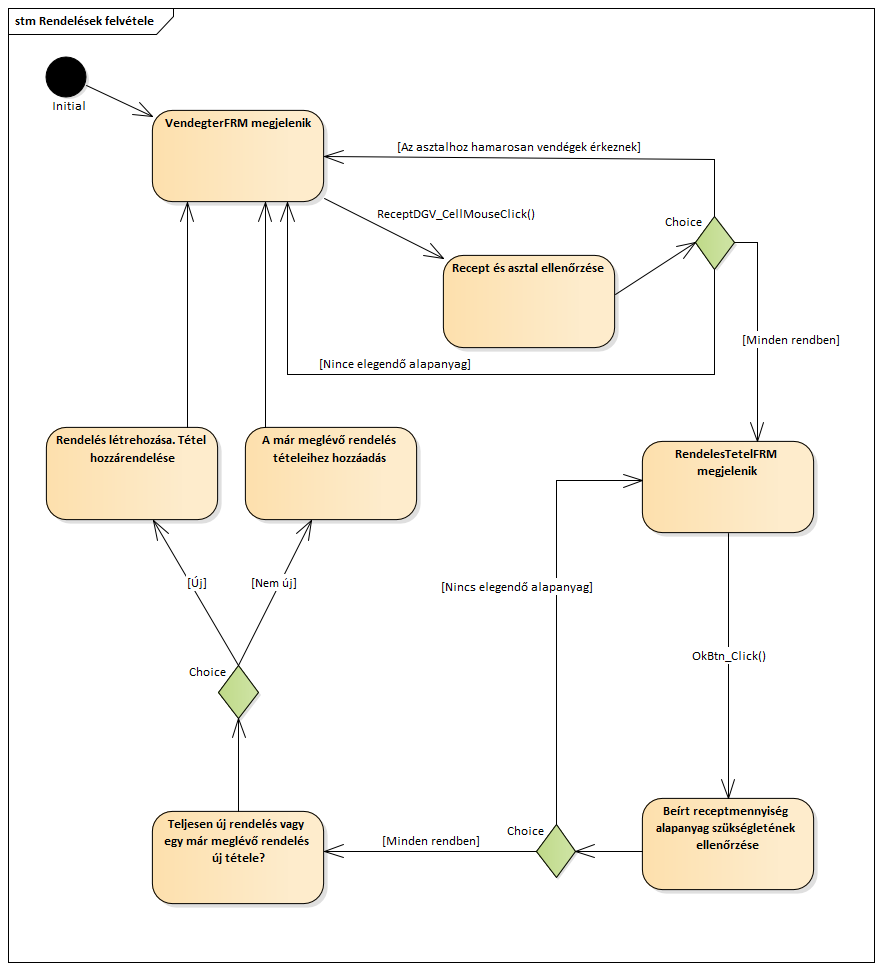 stm Rendelések felvétele
Initial
VendegterFRM megjelenik
[Az asztalhoz hamarosan vendégek érkeznek]
ReceptDGV_CellMouseClick()
Choice
Recept és asztal ellenőrzése
[Minden rendben]
[Nince elegendő alapanyag]
Rendelés létrehozása. Tétel
hozzárendelése
A már meglévő rendelés
tételeihez hozzáadás
RendelesTetelFRM
megjelenik
[Új]
[Nem új]
[Nincs elegendő alapanyag]
OkBtn_Click()
Choice
Teljesen új rendelés vagy
egy már meglévő rendelés
új tétele?
[Minden rendben]
Choice
Beírt receptmennyiség
alapanyag szükségletének
ellenőrzése